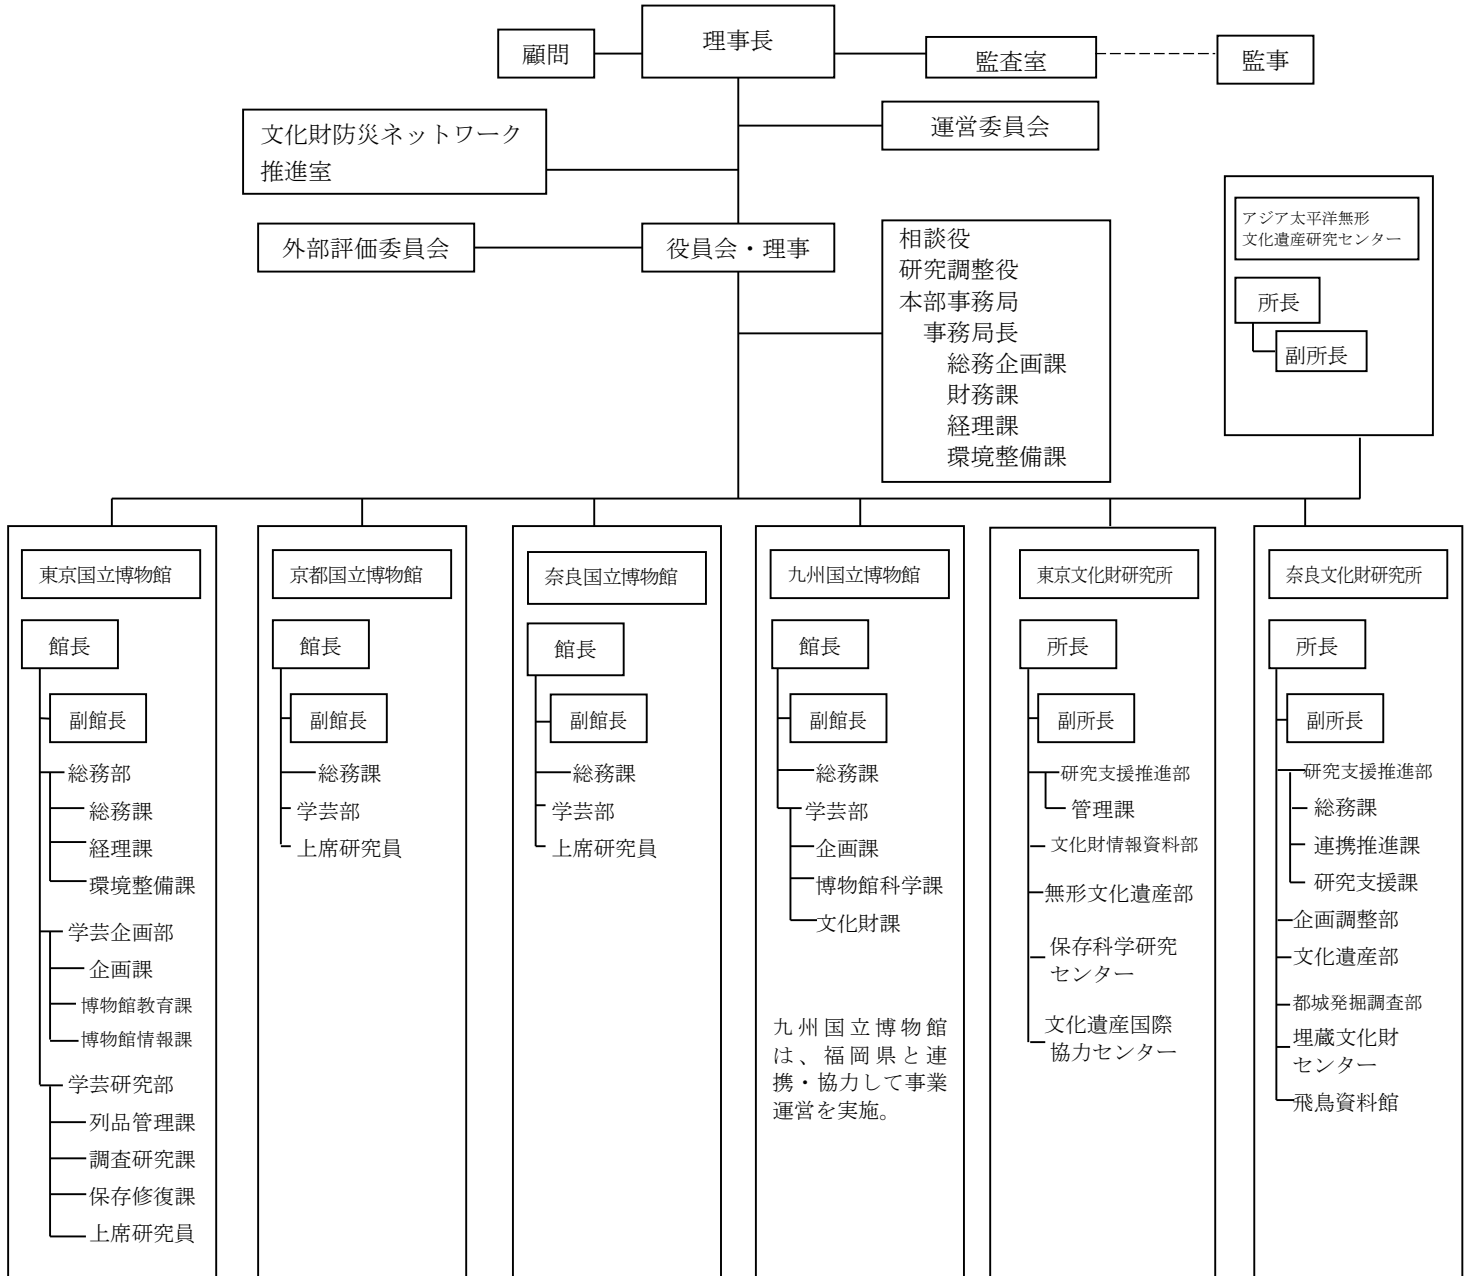 理事長
顧問
監査室
監事
文化財防災ネットワーク
推進室
運営委員会
外部評価委員会
役員会・理事
相談役
研究調整役
本部事務局
事務局長
総務企画課
財務課
経理課
環境整備課
アジア太平洋無形
文化遺産研究センター
所長
副所長
東京国立博物館
館長
副館長
総務部
総務課
経理課
環境整備課
学芸企画部
企画課
博物館教育課
博物館情報課
学芸研究部
列品管理課
調査研究課
保存修復課
上席研究員
京都国立博物館
館長
副館長
総務課
学芸部
上席研究員
奈良国立博物館
館長
副館長
総務課
学芸部
上席研究員
九州国立博物館
館長
副館長
総務課
学芸部
企画課
博物館科学課
文化財課
九州国立博物館
は、福岡県と連
携・協力して事業
運営を実施。
東京文化財研究所
所長
副所長
研究支援推進部
管理課
文化財情報資料部
無形文化遺産部
保存科学研究
センター
文化遺産国際
協力センター
奈良文化財研究所
所長
副所長
研究支援推進部
総務課
連携推進課
研究支援課
企画調整部
文化遺産部
都城発掘調査部
埋蔵文化財
センター
飛鳥資料館